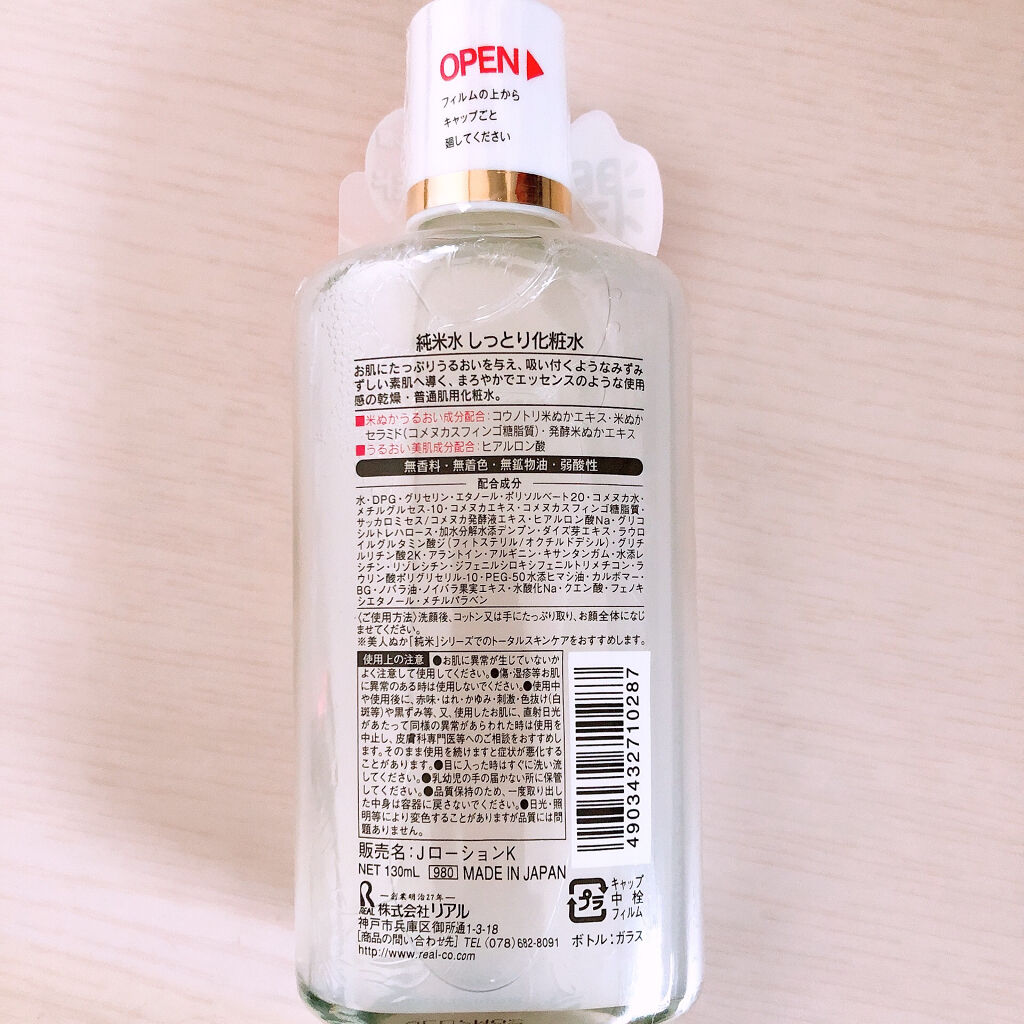 OPEN▶
フィルムの上から
キャップごと
廻してください
純米水 しっとり化粧水
お肌にたっぷりうるおいを与え、吸い付くようなみずみ
ずしい素肌へ導く、まろやかでエッセンスのような使用
感の乾燥・普通肌用化粧水。
■米ぬかうるおい成分配合:コウノトリ米ぬかエキス・米ぬか
セラミド(コメヌカスフィンゴ糖脂質)・発酵米ぬかエキス
■うるおい美肌成分配合:ヒアルロン酸
無香料・無着色・無鉱物油・弱酸性
配合成分
水・DPG・グリセリン・エタノール・ポリソルベート20・コメヌカ水・
メチルグルセス-10・コメヌカエキス・コメヌカスフィンゴ糖脂質・
サッカロミセス/コメヌカ発酵液エキス・ヒアルロン酸Na・グリコ
シルトレハロース・加水分解水添デンプン・ダイズ芽エキス・ラウロ
イルグルタミン酸ジ(フィトステリル/オクチルドデシル)・グリチ
ルリチン酸2K・アラントイン・アルギニン・キサンタンガム・水添レ
シチン・リゾレシチン・ジフェニルシロキシフェニルトリメチコン・ラ
ウリン酸ポリグリセリル-10・PEG-50水添ヒマシ油・カルボマー・
BG・ノバラ油・ノイバラ果実エキス・水酸化Na・クエン酸・フェノキ
シエタノール・メチルパラベン
〈ご使用方法〉洗顔後、コットン又は手にたっぷり取り、お顔全体になじ
ませてください。
※美人ぬか「純米」シリーズでのトータルスキンケアをおすすめします。
使用上の注意 ●お肌に異常が生じていないか
よく注意して使用してください。●傷・湿疹等お肌
に異常のある時は使用しないでください。●使用中
や使用後に、赤味・はれ・かゆみ・刺激・色抜け(白
斑等)や黒ずみ等、又、使用したお肌に、直射日光
があたって同様の異常があらわれた時は使用を
中止し、皮膚科専門医等へのご相談をおすすめし
ます。そのまま使用を続けますと症状が悪化する
ことがあります。●目に入った時はすぐに洗い流
してください。●乳幼児の手の届かない所に保管
してください。●品質保持のため、一度取り出し
た中身は容器に戻さないでください。●日光・照
明等により変色することがありますが品質には問
題ありません。
4903432710287
販売名:JローションK
NET 130mL 980 MADE IN JAPAN
―創業明治27年―
REAL 株式会社リアル
神戸市兵庫区御所通1-3-18
[商品の問い合わせ先] TEL(078)682-8091
http://www.real-co.com
プラ
キャップ
中栓
フィルム
ボトル:ガラス